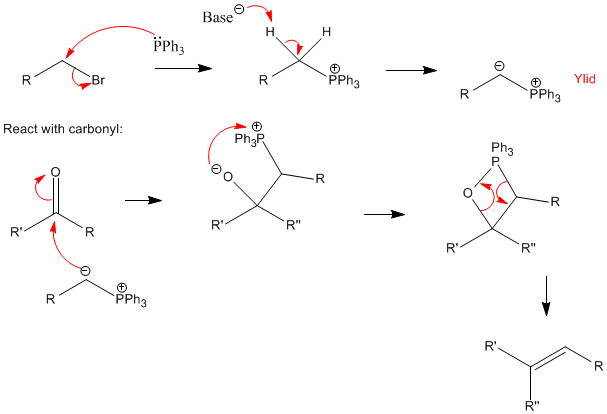 Base⊖
:PPh3
H H
R Br
R PPh3 ⊕
R ⊖ PPh3 ⊕ Ylid
React with carbonyl:
O
R' R
⊖
R PPh3 ⊕
⊕
Ph3P
⊖ O
R
R' R"
Ph3
P
O
R
R' R"
R'
R
R"